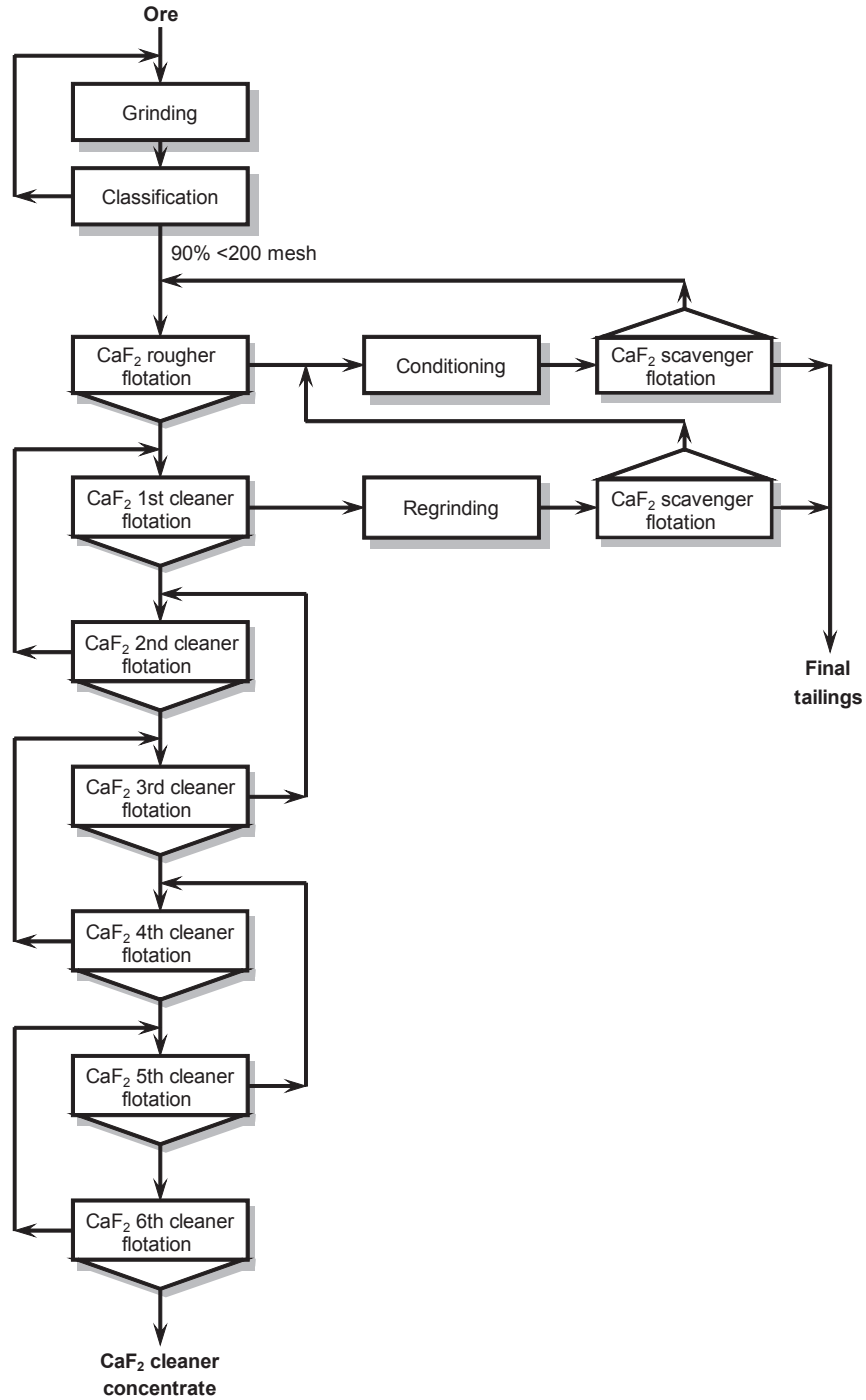 Ore
Grinding
Classification
90% <200 mesh
CaF₂ rougher
flotation
Conditioning
CaF₂ scavenger
flotation
CaF₂ 1st cleaner
flotation
Regrinding
CaF₂ scavenger
flotation
CaF₂ 2nd cleaner
flotation
Final
tailings
CaF₂ 3rd cleaner
flotation
CaF₂ 4th cleaner
flotation
CaF₂ 5th cleaner
flotation
CaF₂ 6th cleaner
flotation
CaF₂ cleaner
concentrate